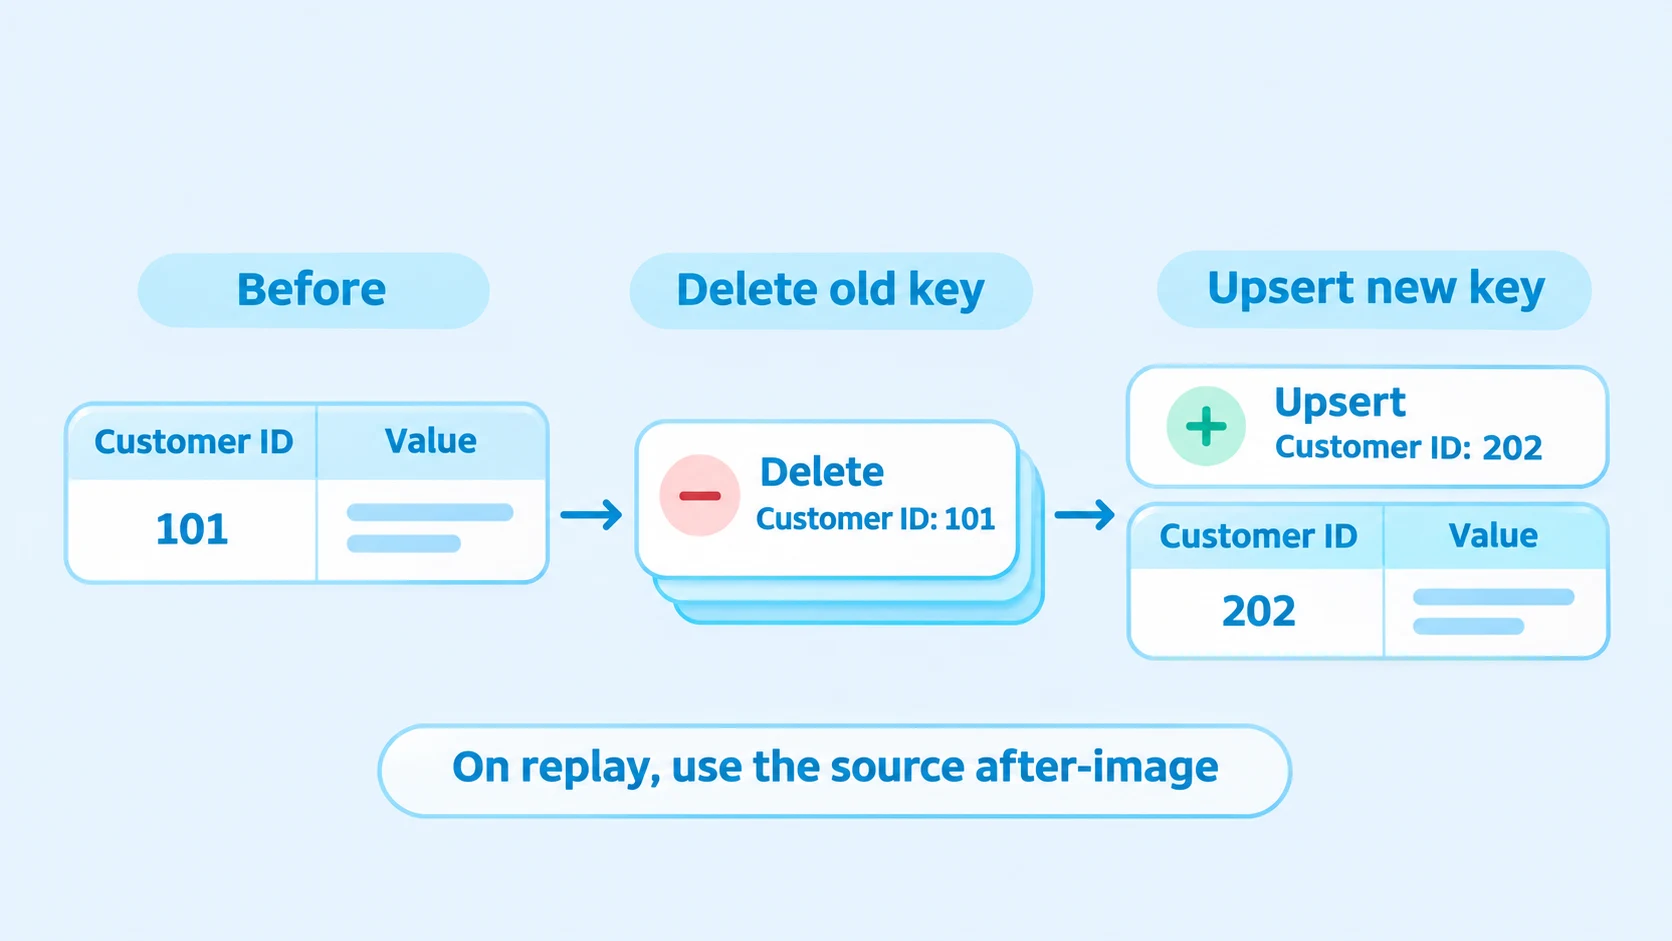 Before
Customer ID
Value
101
Delete old key
Delete
Customer ID: 101
Upsert new key
Upsert
Customer ID: 202
Customer ID
Value
202
On replay, use the source after-image